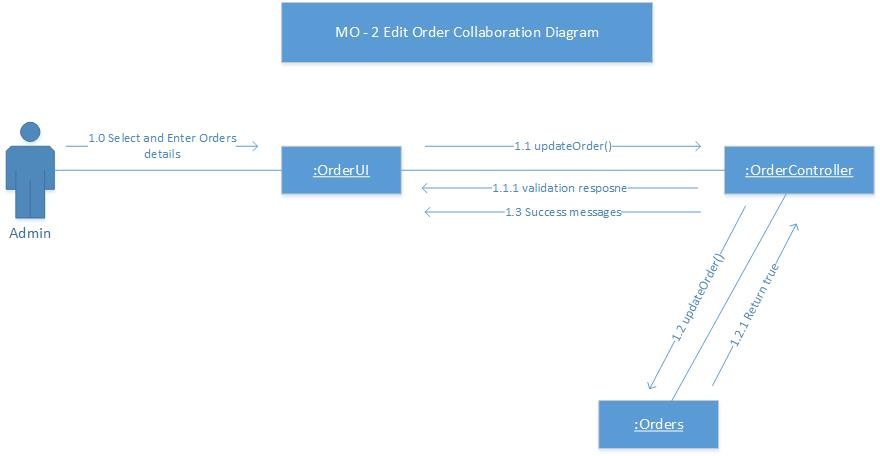 MO - 2 Edit Order Collaboration Diagram
1.0 Select and Enter Orders
details
1.1 updateOrder()
:OrderUI
:OrderController
1.1.1 validation resposne
1.3 Success messages
Admin
1.2 updateOrder()
1.2.1 Return true
:Orders